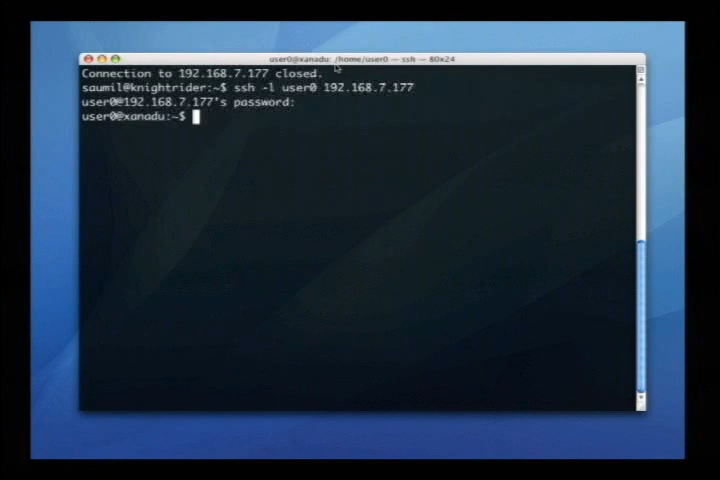 user0@xanadu: /home/user0 — ssh — 80x24
Connection to 192.168.7.177 closed.
saumil@knightrider:~$ ssh -l user0 192.168.7.177
user0@192.168.7.177's password:
user0@xanadu:~$